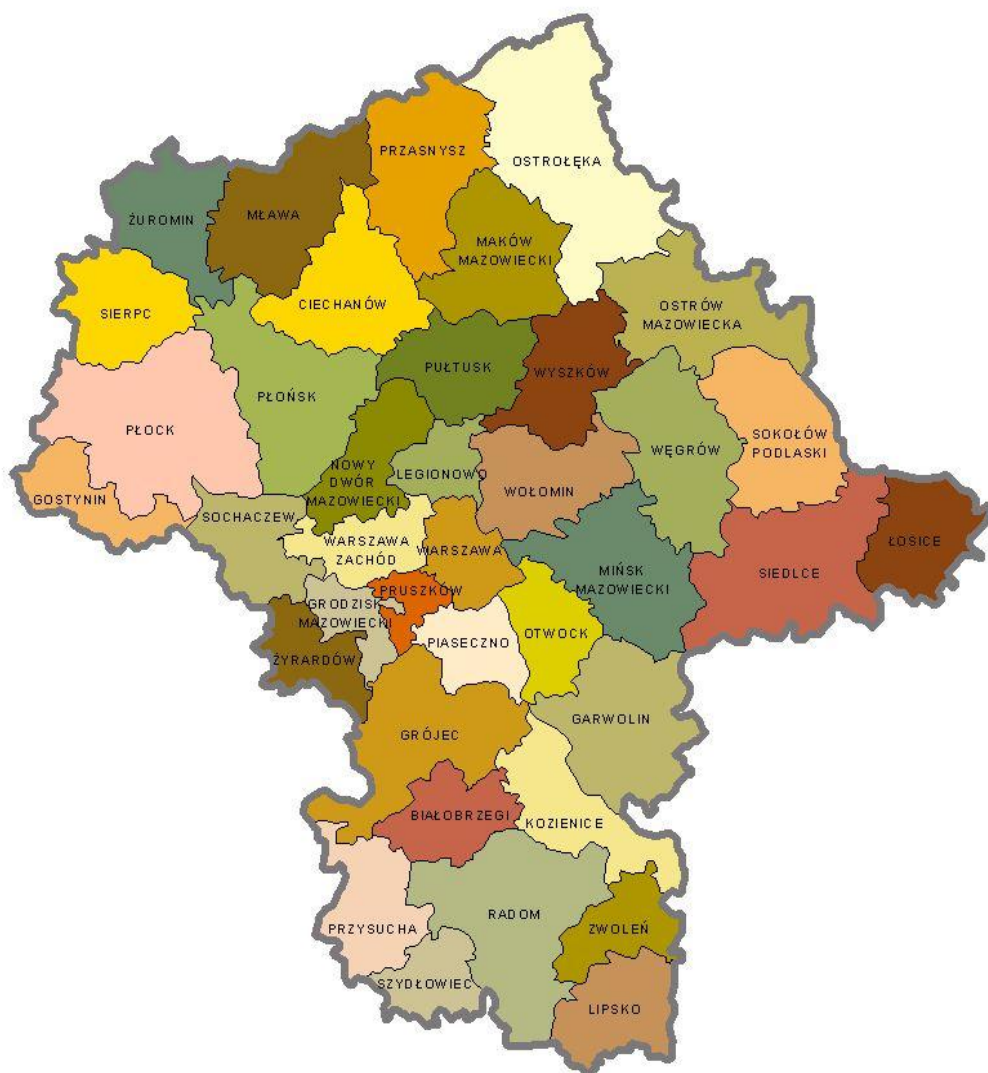 PRZASNYSZ
OSTROŁĘKA
ŻUROMIN
MŁAWA
MAKÓW
MAZOWIECKI
SIERPC
CIECHANÓW
OSTRÓW
MAZOWIECKA
PUŁTUSK
WYSZKÓW
PŁOŃSK
PŁOCK
SOKOŁÓW
PODLASKI
WĘGRÓW
NOWY
DWÓR
MAZOWIECKI
LEGIONOWO
WOŁOMIN
GOSTYNIN
SOCHACZEW
WARSZAWA
ZACHÓD
WARSZAWA
MIŃSK
MAZOWIECKI
SIEDLCE
ŁOSICE
PRUSZKÓW
GRODZISK
MAZOWIECKI
PIASECZNO
OTWOCK
ŻYRARDÓW
GARWOLIN
GRÓJEC
BIAŁOBRZEGI
KOZIENICE
RADOM
PRZYSUCHA
ZWOLEŃ
SZYDŁOWIEC
LIPSKO